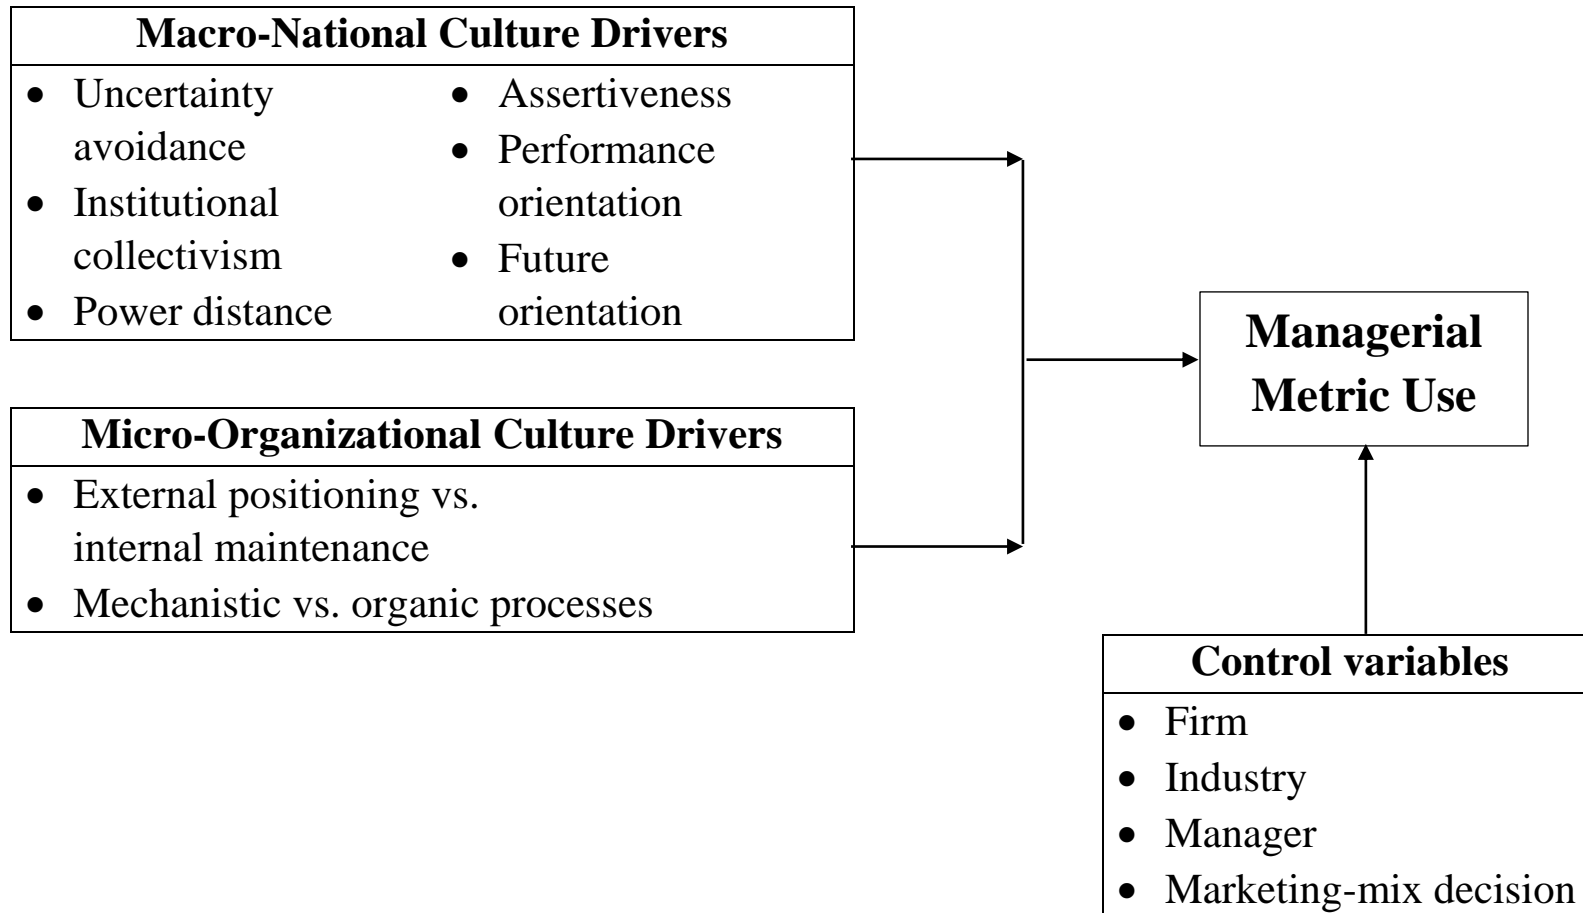 Macro-National Culture Drivers
• Uncertainty
avoidance
• Institutional
collectivism
• Power distance
• Assertiveness
• Performance
orientation
• Future
orientation
Micro-Organizational Culture Drivers
• External positioning vs.
internal maintenance
• Mechanistic vs. organic processes
Managerial
Metric Use
Control variables
• Firm
• Industry
• Manager
• Marketing-mix decision